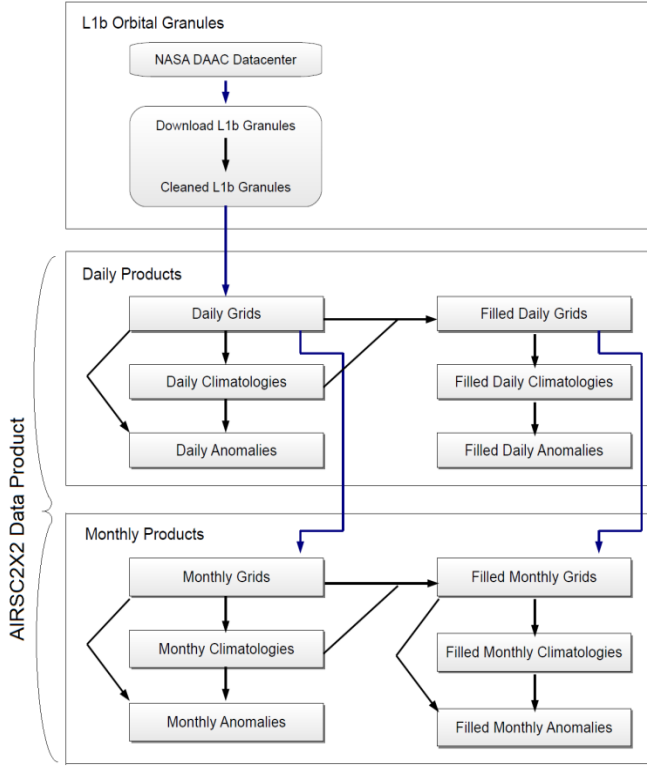 L1b Orbital Granules
NASA DAAC Datacenter
Download L1b Granules
Cleaned L1b Granules
AIRSC2X2 Data Product
Daily Products
Daily Grids
Filled Daily Grids
Daily Climatologies
Filled Daily Climatologies
Daily Anomalies
Filled Daily Anomalies
Monthly Products
Monthly Grids
Filled Monthly Grids
Monthy Climatologies
Filled Monthly Climatologies
Monthly Anomalies
Filled Monthly Anomalies